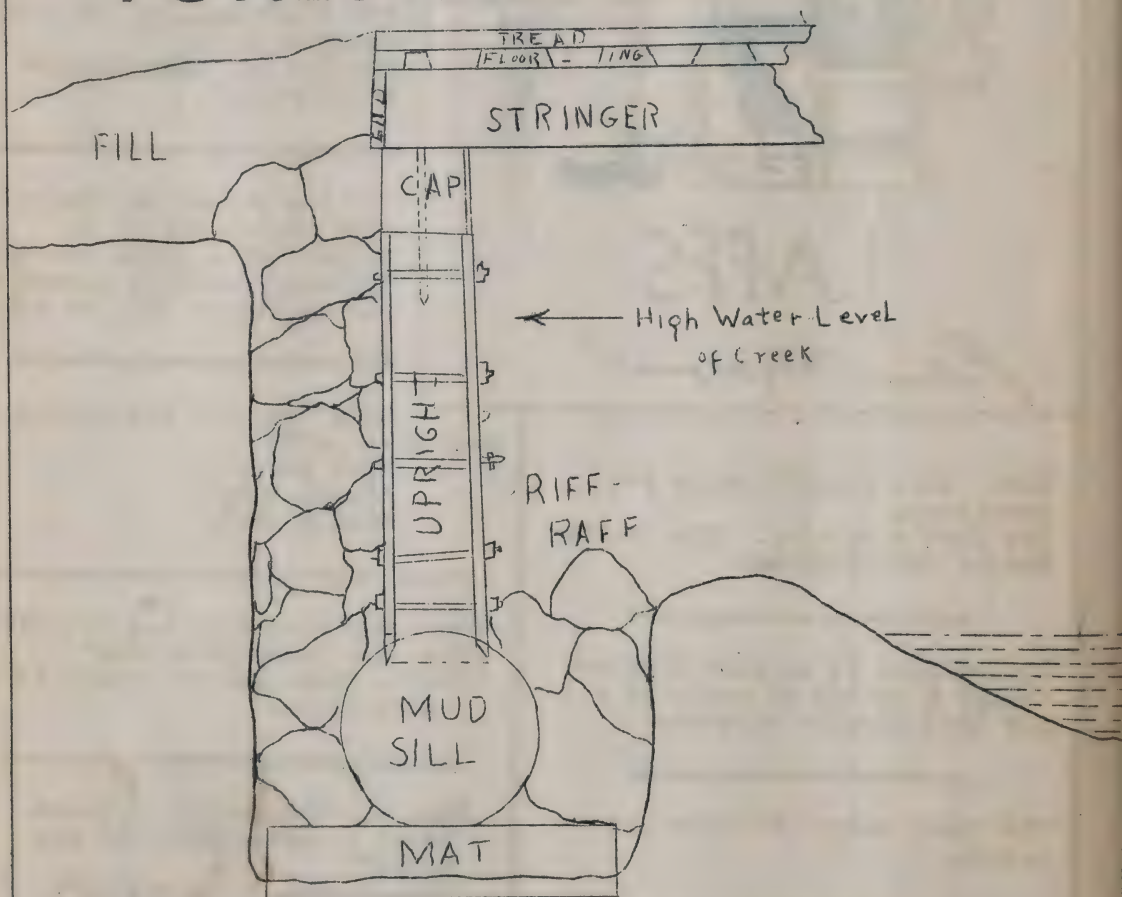 TREAD
FLOOR - ING
STRINGER
FILL
CAP
High Water Level
of Creek
UPRIGHT
RIFF-
RAFF
MUD
SILL
MAT